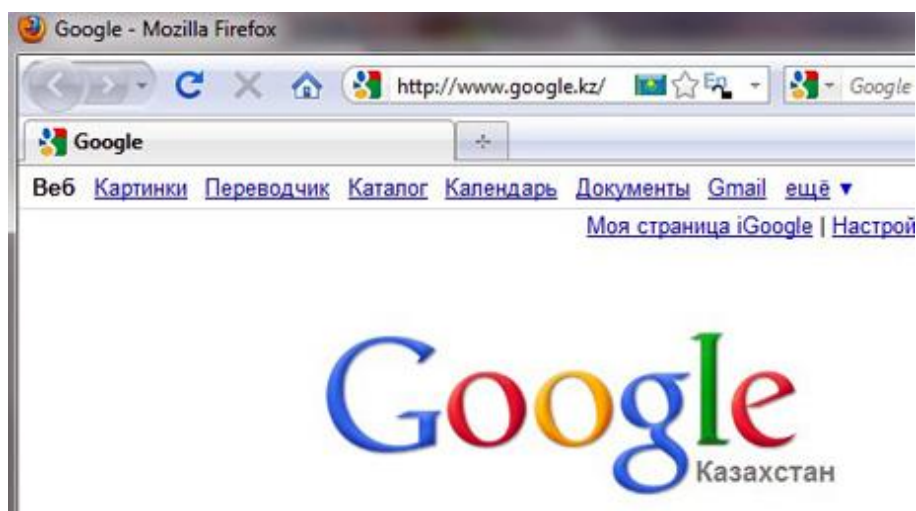 Google - Mozilla Firefox
http://www.google.kz/ En Google
Google
Веб Картинки Переводчик Каталог Календарь Документы Gmail ещё ▼
Моя страница iGoogle | Настрой
Google
Казахстан